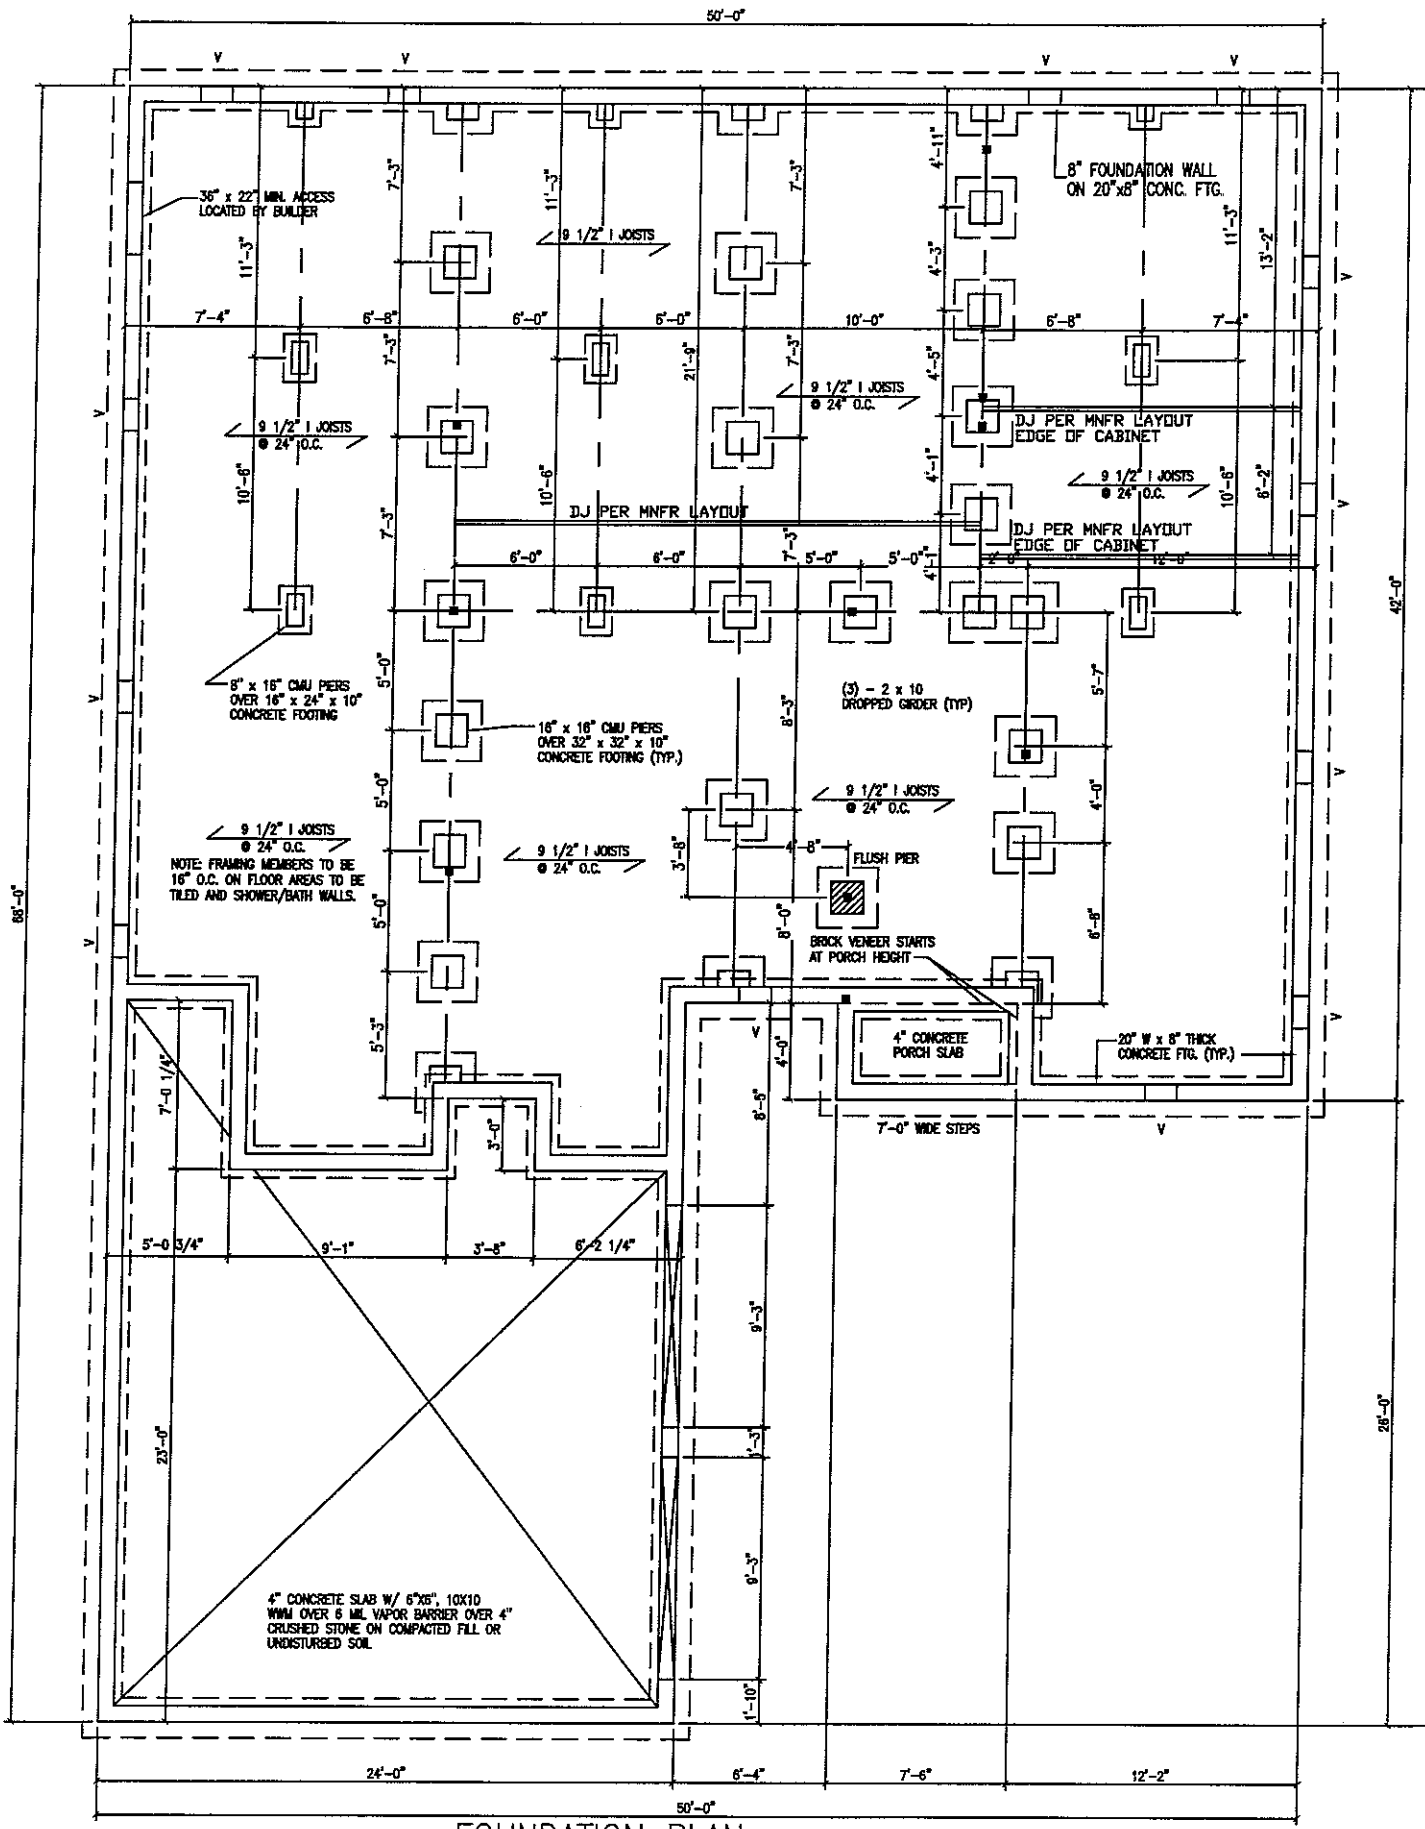 50'-0"
V
V
V
V
4'-11"
8" FOUNDATION WALL
ON 20"x8" CONC. FTG.
36" x 22" MIN. ACCESS
LOCATED BY BUILDER
7'-3"
11'-3"
7'-3"
11'-3"
9 1/2" I JOISTS
11'-3"
4'-3"
13'-2"
V
7'-4"
6'-8"
6'-0"
6'-0"
10'-0"
6'-8"
7'-4"
7'-3"
21'-9"
7'-3"
4'-5"
9 1/2" I JOISTS
@ 24" O.C.
V
9 1/2" I JOISTS
@ 24" O.C.
DJ PER MNFR LAYOUT
EDGE OF CABINET
10'-6"
10'-6"
4'-1"
9 1/2" I JOISTS
@ 24" O.C.
10'-6"
6'-2"
V
7'-3"
DJ PER MNFR LAYOUT
DJ PER MNFR LAYOUT
EDGE OF CABINET
6'-0"
6'-0"
7'-3"
5'-0"
5'-0"
4'-1"
12'-0"
42'-0"
8" x 16" CMU PIERS
OVER 16" x 24" x 10"
CONCRETE FOOTING
V
5'-0"
(3) - 2 x 10
DROPPED GIRDER (TYP)
5'-7"
8'-3"
16" x 16" CMU PIERS
OVER 32" x 32" x 10"
CONCRETE FOOTING (TYP.)
V
5'-0"
9 1/2" I JOISTS
@ 24" O.C.
4'-0"
9 1/2" I JOISTS
@ 24" O.C.
NOTE: FRAMING MEMBERS TO BE
16" O.C. ON FLOOR AREAS TO BE
TILED AND SHOWER/BATH WALLS.
9 1/2" I JOISTS
@ 24" O.C.
3'-8"
4'-8"
FLUSH PIER
68'-0"
5'-0"
8'-0"
6'-8"
V
BRICK VENEER STARTS
AT PORCH HEIGHT
V
5'-3"
7'-0 1/4"
V
4'-0"
4" CONCRETE
PORCH SLAB
20" W x 8" THICK
CONCRETE FTG. (TYP.)
8'-5"
3'-0"
7'-0" WIDE STEPS
V
5'-0 3/4"
9'-1"
3'-8"
6'-2 1/4"
9'-3"
23'-0"
1'-3"
26'-0"
9'-3"
4" CONCRETE SLAB W/ 6"X6", 10X10
WWM OVER 6 MIL VAPOR BARRIER OVER 4"
CRUSHED STONE ON COMPACTED FILL OR
UNDISTURBED SOIL
1'-10"
24'-0"
6'-4"
7'-6"
12'-2"
50'-0"
FOUNDATION PLAN